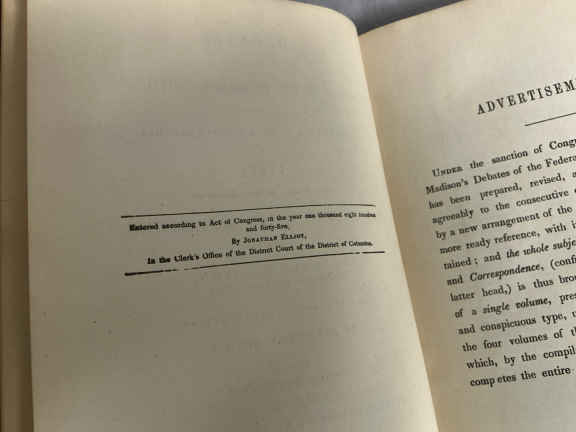 Entered according to Act of Congress, in the year one thousand eight hundred
and forty-five,
By Jonathan Elliot,
In the Clerk's Office of the District Court of the District of Columbia.
ADVERTISEM
Under the sanction of Cong
Madison's Debates of the Federa
has been prepared, revised, a
agreeably to the consecutive
by a new arrangement of the
more ready reference, with i
tained; and the whole subje
and Correspondence, (conf
latter head,) is thus bro
of a single volume, pres
and conspicuous type, u
the four volumes of th
which, by the compil
comp etes the entire